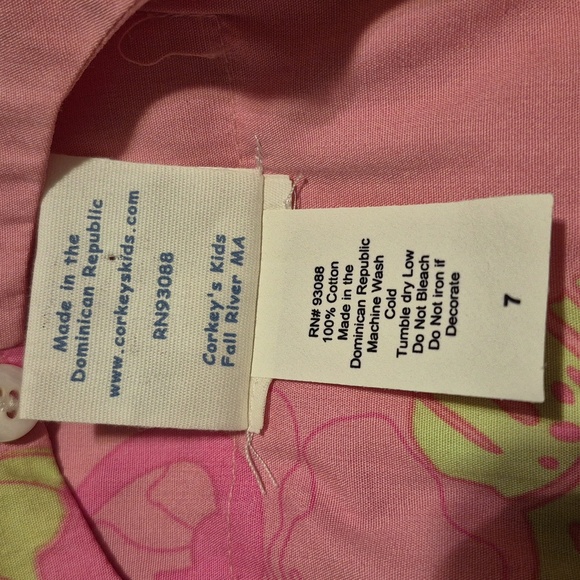 Made in the
Dominican Republic
www.corkeyskids.com
RN93088
Corkey's Kids
Fall River MA
RN# 93088
100% Cotton
Made in the
Dominican Republic
Machine Wash
Cold
Tumble dry Low
Do Not Bleach
Do Not iron if
Decorate
7